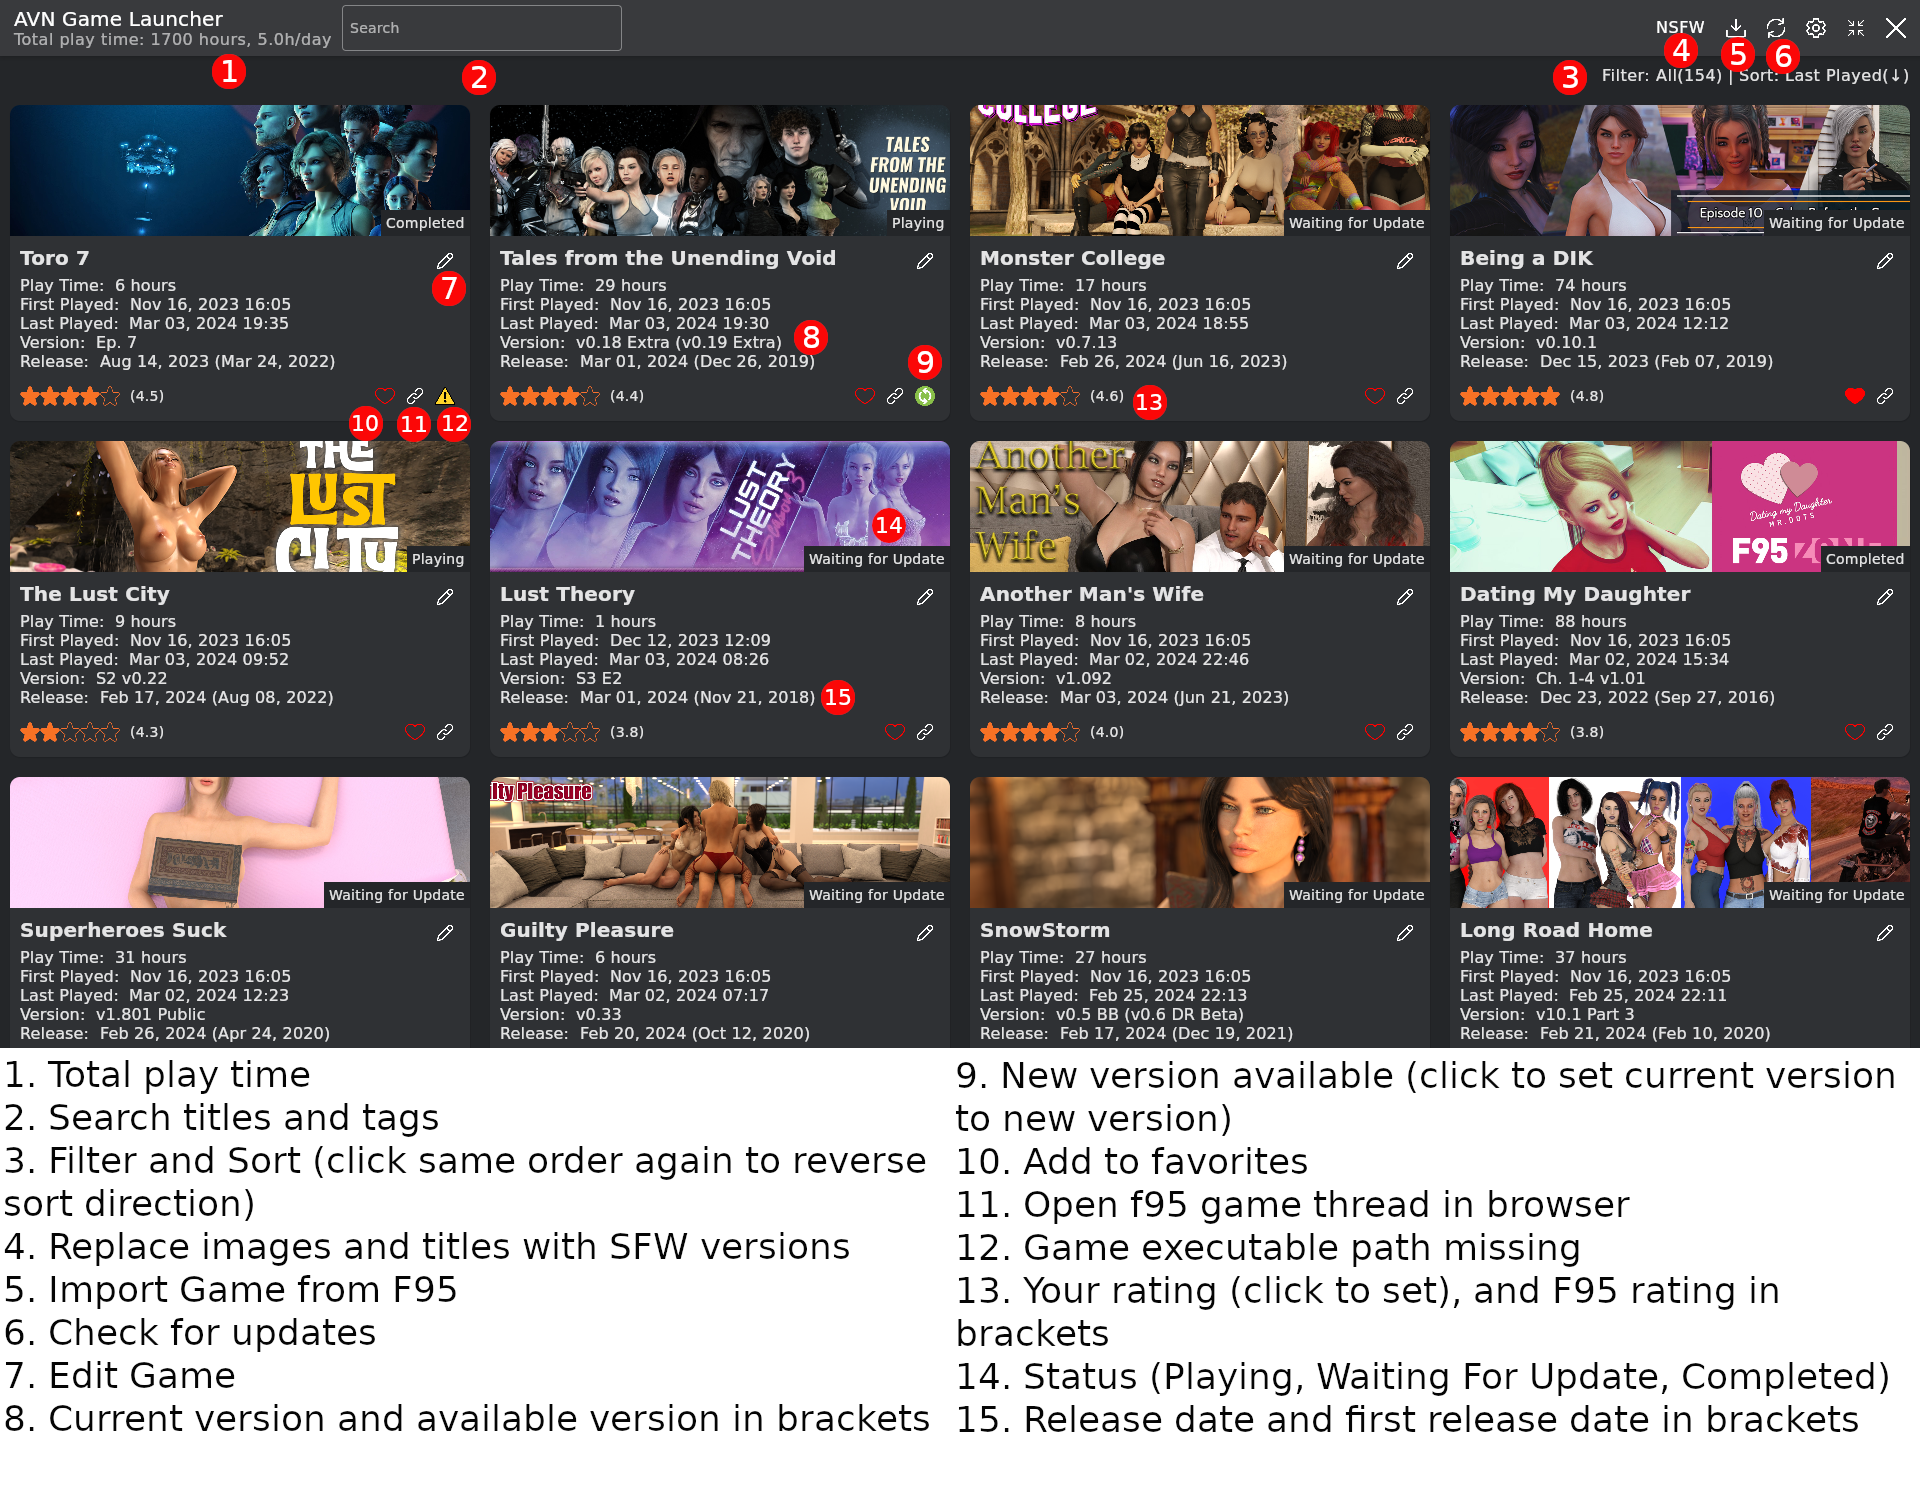 AVN Game Launcher
Total play time: 1700 hours, 5.0h/day
Search
NSFW
1
2
3
4
5
6
Filter: All(154) | Sort: Last Played(↓)
Completed
Toro 7
Play Time: 6 hours
7
First Played: Nov 16, 2023 16:05
Last Played: Mar 03, 2024 19:35
Version: Ep. 7
Release: Aug 14, 2023 (Mar 24, 2022)
(4.5)
10
11
12
TALES
FROM THE
UNENDING
VOID
Playing
Tales from the Unending Void
Play Time: 29 hours
First Played: Nov 16, 2023 16:05
Last Played: Mar 03, 2024 19:30
Version: v0.18 Extra (v0.19 Extra)
8
Release: Mar 01, 2024 (Dec 26, 2019)
9
(4.4)
COLLEGE
Waiting for Update
Monster College
Play Time: 17 hours
First Played: Nov 16, 2023 16:05
Last Played: Mar 03, 2024 18:55
Version: v0.7.13
Release: Feb 26, 2024 (Jun 16, 2023)
(4.6)
13
Episode 10
Waiting for Update
Being a DIK
Play Time: 74 hours
First Played: Nov 16, 2023 16:05
Last Played: Mar 03, 2024 12:12
Version: v0.10.1
Release: Dec 15, 2023 (Feb 07, 2019)
(4.8)
THE
LUST
CITY
Playing
The Lust City
Play Time: 9 hours
First Played: Nov 16, 2023 16:05
Last Played: Mar 03, 2024 09:52
Version: S2 v0.22
Release: Feb 17, 2024 (Aug 08, 2022)
(4.3)
LUST
THEORY
Season 3
14
Waiting for Update
Lust Theory
Play Time: 1 hours
First Played: Dec 12, 2023 12:09
Last Played: Mar 03, 2024 08:26
Version: S3 E2
Release: Mar 01, 2024 (Nov 21, 2018)
15
(3.8)
Another
Man's
Wife
Waiting for Update
Another Man's Wife
Play Time: 8 hours
First Played: Nov 16, 2023 16:05
Last Played: Mar 02, 2024 22:46
Version: v1.092
Release: Mar 03, 2024 (Jun 21, 2023)
(4.0)
Dating my Daughter
MR.DOTS
F95
Completed
Dating My Daughter
Play Time: 88 hours
First Played: Nov 16, 2023 16:05
Last Played: Mar 02, 2024 15:34
Version: Ch. 1-4 v1.01
Release: Dec 23, 2022 (Sep 27, 2016)
(3.8)
Waiting for Update
Superheroes Suck
Play Time: 31 hours
First Played: Nov 16, 2023 16:05
Last Played: Mar 02, 2024 12:23
Version: v1.801 Public
Release: Feb 26, 2024 (Apr 24, 2020)
lty Pleasure
Waiting for Update
Guilty Pleasure
Play Time: 6 hours
First Played: Nov 16, 2023 16:05
Last Played: Mar 02, 2024 07:17
Version: v0.33
Release: Feb 20, 2024 (Oct 12, 2020)
Waiting for Update
SnowStorm
Play Time: 27 hours
First Played: Nov 16, 2023 16:05
Last Played: Feb 25, 2024 22:13
Version: v0.5 BB (v0.6 DR Beta)
Release: Feb 17, 2024 (Dec 19, 2021)
Waiting for Update
Long Road Home
Play Time: 37 hours
First Played: Nov 16, 2023 16:05
Last Played: Feb 25, 2024 22:11
Version: v10.1 Part 3
Release: Feb 21, 2024 (Feb 10, 2020)
1. Total play time
2. Search titles and tags
3. Filter and Sort (click same order again to reverse
sort direction)
4. Replace images and titles with SFW versions
5. Import Game from F95
6. Check for updates
7. Edit Game
8. Current version and available version in brackets
9. New version available (click to set current version
to new version)
10. Add to favorites
11. Open f95 game thread in browser
12. Game executable path missing
13. Your rating (click to set), and F95 rating in
brackets
14. Status (Playing, Waiting For Update, Completed)
15. Release date and first release date in brackets